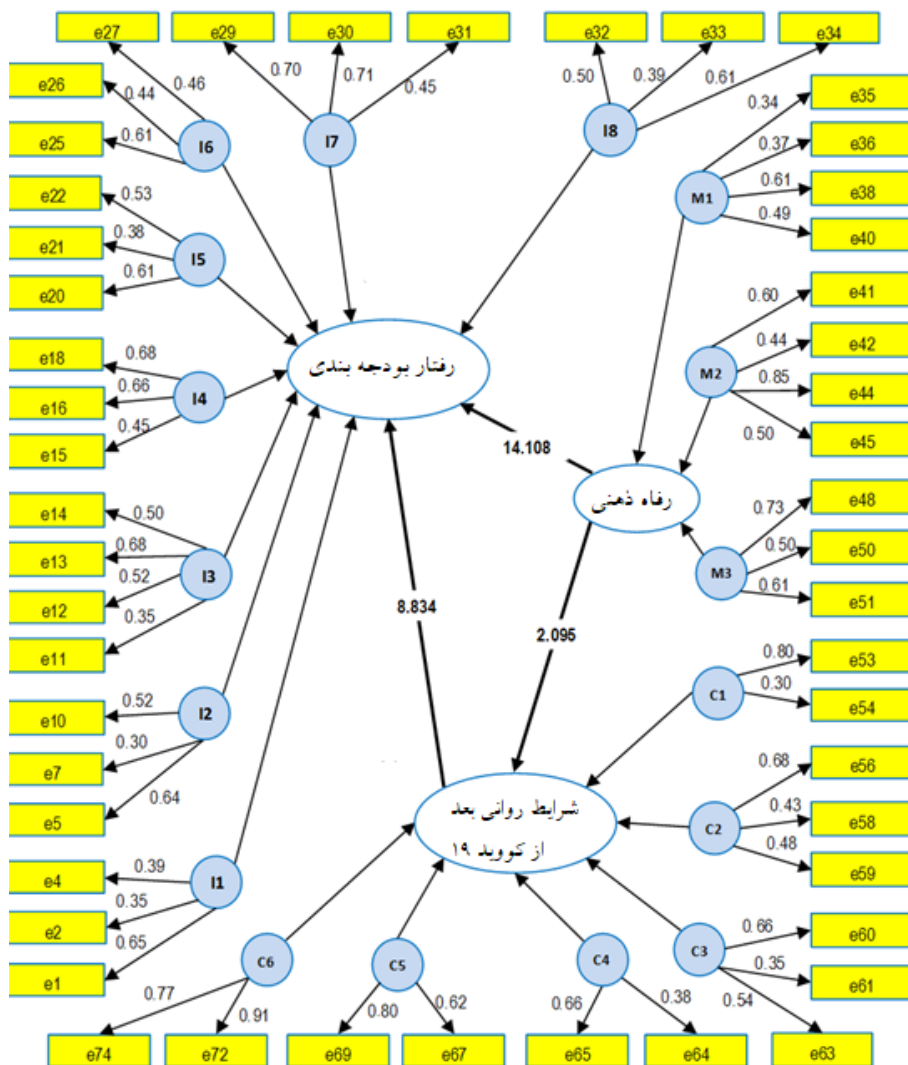 e27
e29
e30
e31
e32
e33
e34
e26
0.46
0.70
0.71
0.45
0.50
0.39
0.61
e35
0.44
0.34
e25
0.61
I6
I7
I8
0.37
e36
e22
0.53
0.61
e38
M1
0.49
e40
e21
0.38
I5
e20
0.61
0.60
e41
e18
0.68
رفتار بودجه بندی
0.44
e42
e16
0.66
I4
M2
0.85
e44
e15
0.45
0.50
e45
14.108
e14
0.50
رفاه ذهنی
0.73
e48
e13
0.68
0.50
e50
e12
0.52
I3
M3
0.61
e51
e11
0.35
8.834
2.095
0.80
e53
C1
0.30
e54
e10
0.52
I2
e7
0.30
0.68
e56
e5
0.64
شرایط روانی بعد
از کووید ۱۹
C2
0.43
e58
0.48
e59
e4
0.39
I1
e2
0.35
0.66
e60
e1
0.65
C6
C5
C4
C3
0.35
e61
0.77
0.91
0.80
0.62
0.66
0.38
0.54
e74
e72
e69
e67
e65
e64
e63